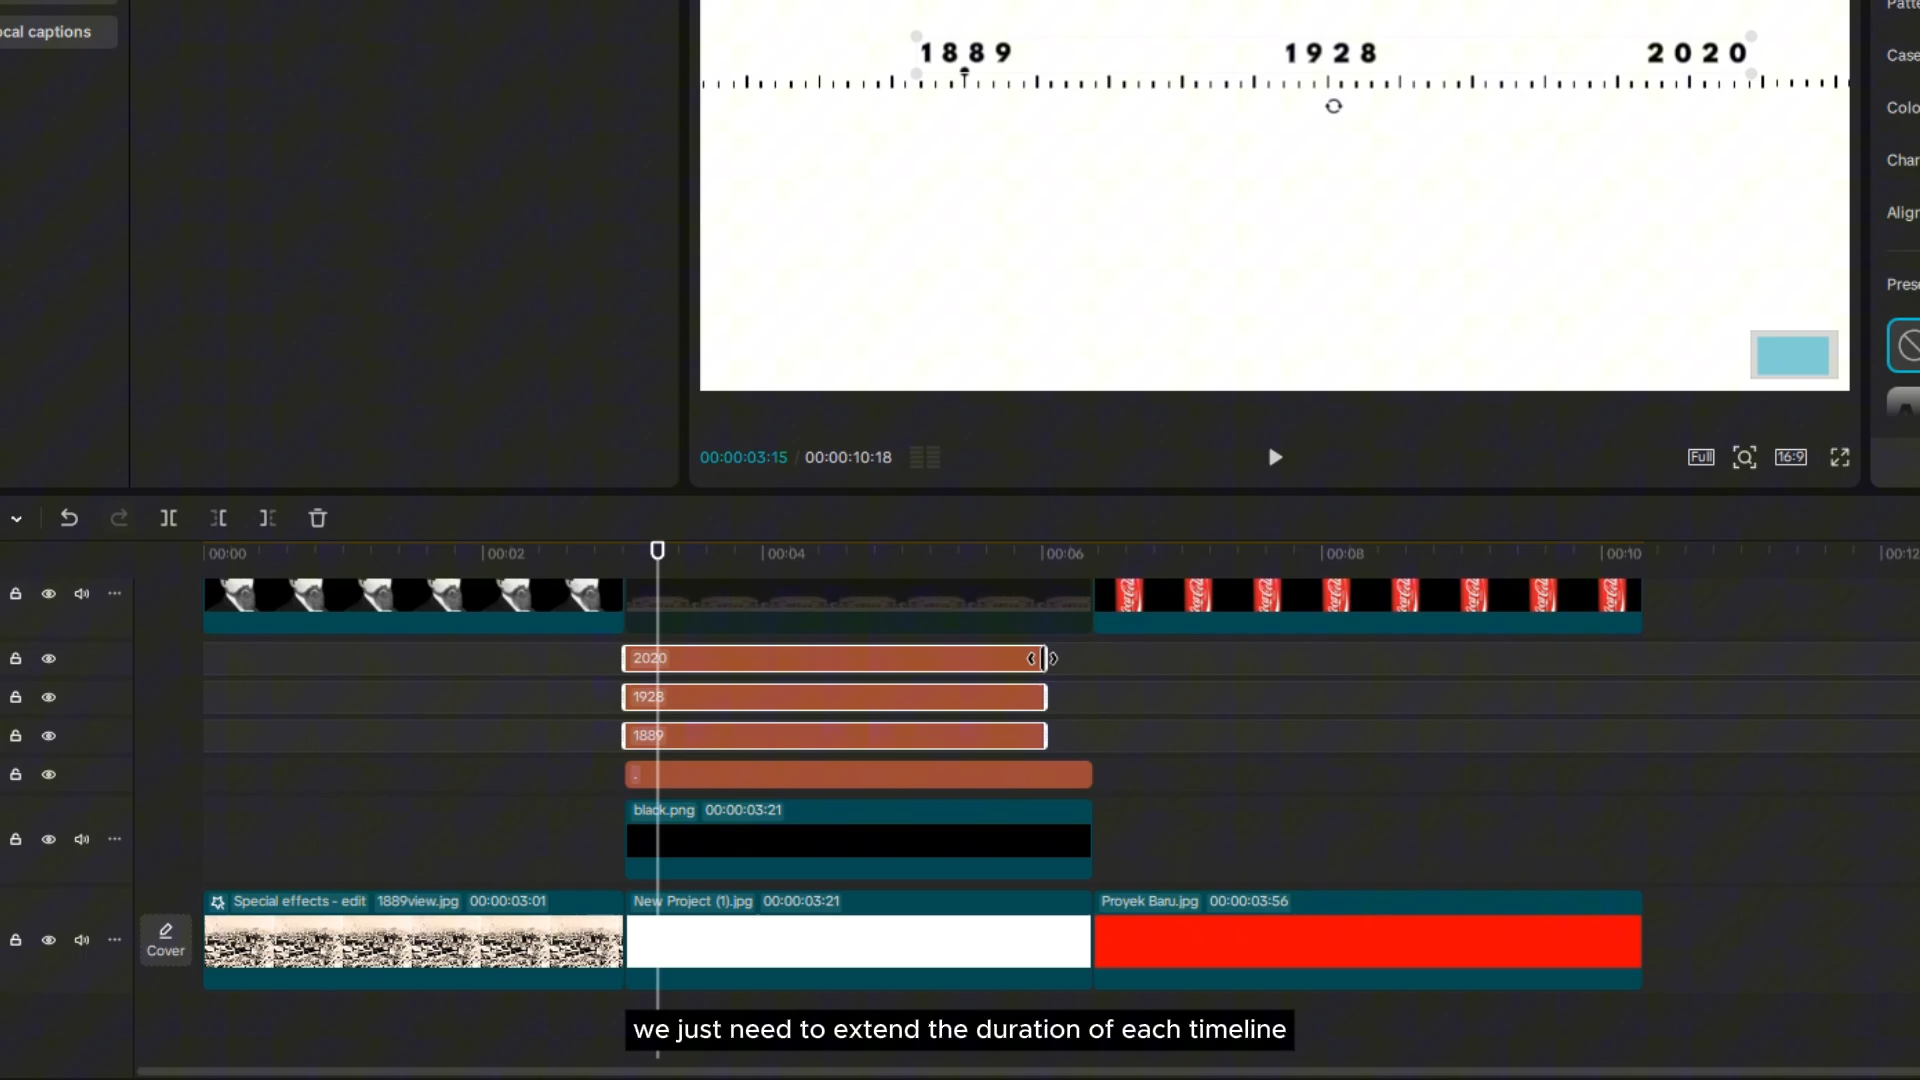 ocal captions
1889 1928 2020
Patte
Case
Colo
Char
Align
Prese
00:00:03:15 / 00:00:10:18
Full
16:9
00:00 00:02 00:04 00:06 00:08 00:10 00:12
2020
1928
1889
.
black.png 00:00:03:21
Cover
Special effects - edit 1889view.jpg 00:00:03:01
New Project (1).jpg 00:00:03:21
Proyek Baru.jpg 00:00:03:56
we just need to extend the duration of each timeline